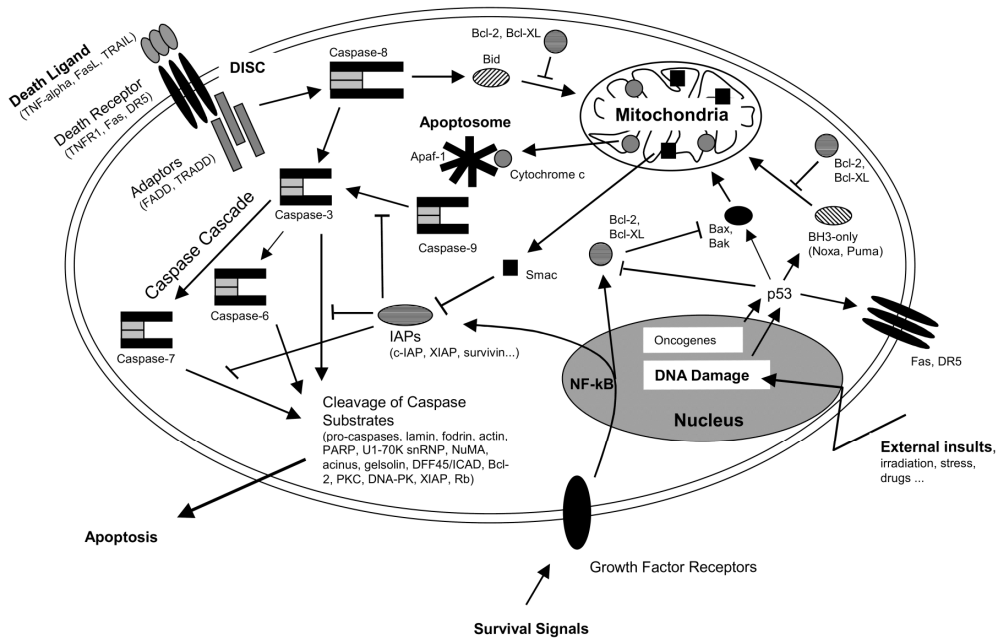 Death Ligand
(TNF-alpha, FasL, TRAIL)
Death Receptor
(TNFR1, Fas, DR5)
Adaptors
(FADD, TRADD)
DISC
Caspase-8
Bcl-2, Bcl-XL
Bid
Mitochondria
Apoptosome
Apaf-1
Cytochrome c
Bcl-2,
Bcl-XL
Caspase-3
Caspase-9
Caspase Cascade
Bcl-2,
Bcl-XL
Bax,
Bak
BH3-only
(Noxa, Puma)
Smac
p53
Caspase-6
Caspase-7
IAPs
(c-IAP, XIAP, survivin...)
Oncogenes
DNA Damage
NF-kB
Nucleus
Fas, DR5
Cleavage of Caspase
Substrates
(pro-caspases. lamin. fodrin. actin.
PARP, U1-70K snRNP, NuMA,
acinus, gelsolin, DFF45/ICAD, Bcl-
2, PKC, DNA-PK, XIAP, Rb)
External insults,
irradiation, stress,
drugs ...
Apoptosis
Growth Factor Receptors
Survival Signals